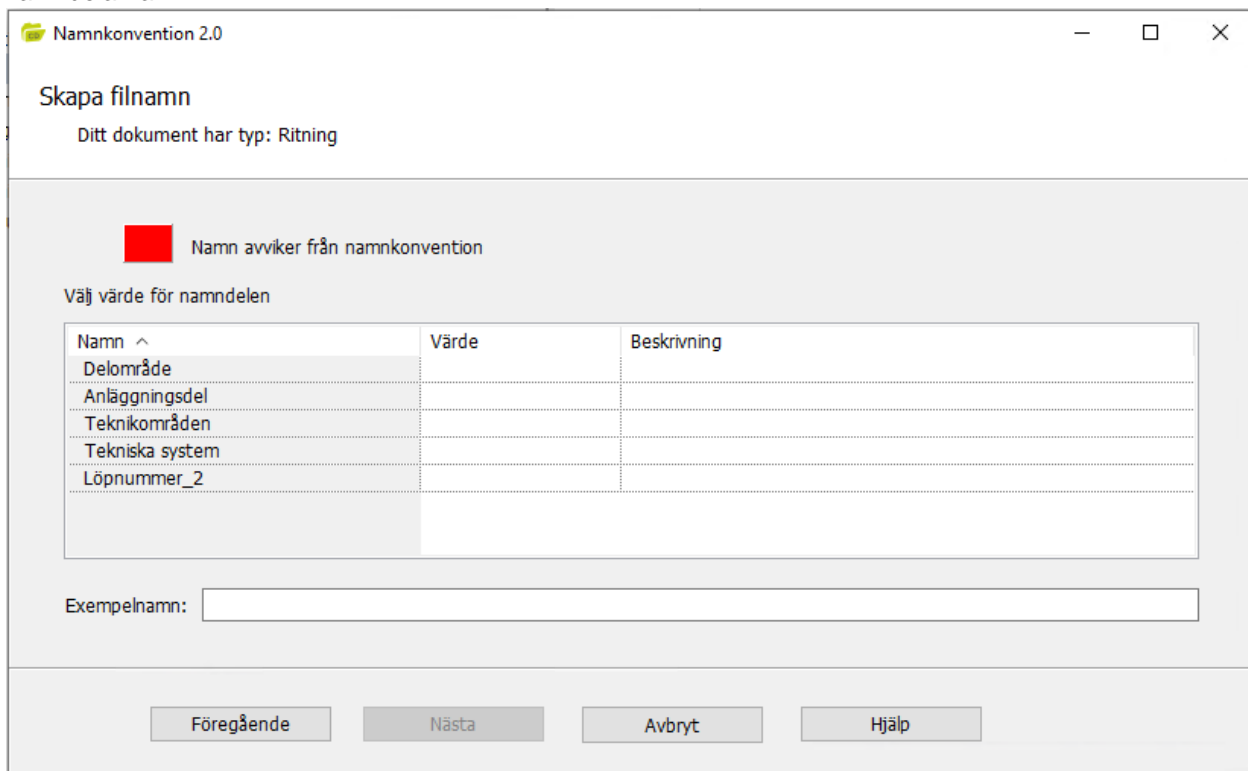 Namnkonvention 2.0
Skapa filnamn
Ditt dokument har typ: Ritning
Namn avviker från namnkonvention
Välj värde för namndelen
Namn Värde Beskrivning
Delområde
Anläggningsdel
Teknikområden
Tekniska system
Löpnummer_2
Exempelnamn:
Föregående Nästa Avbryt Hjälp